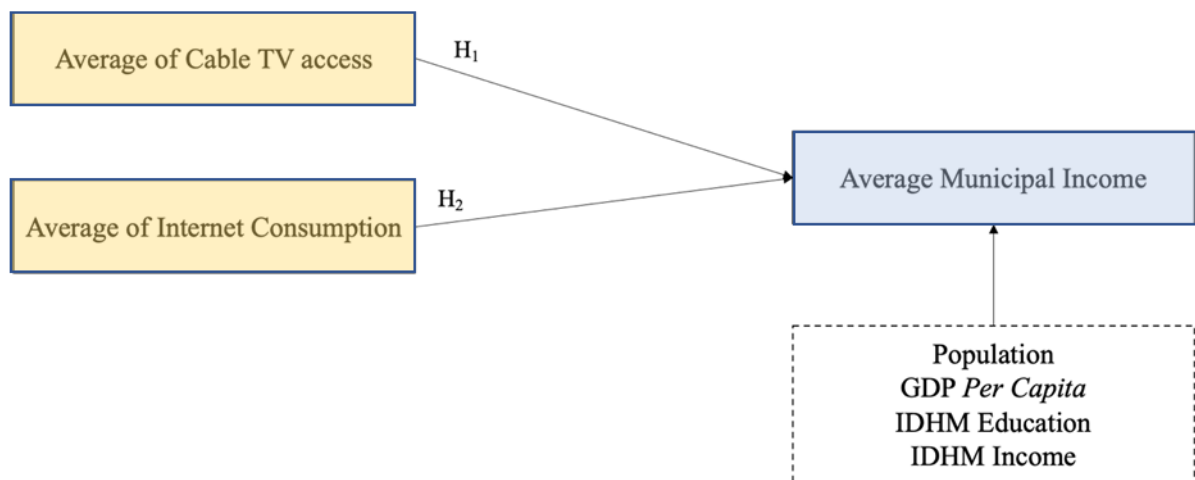 Average of Cable TV access
H₁
Average Municipal Income
Average of Internet Consumption
H₂
Population
GDP Per Capita
IDHM Education
IDHM Income